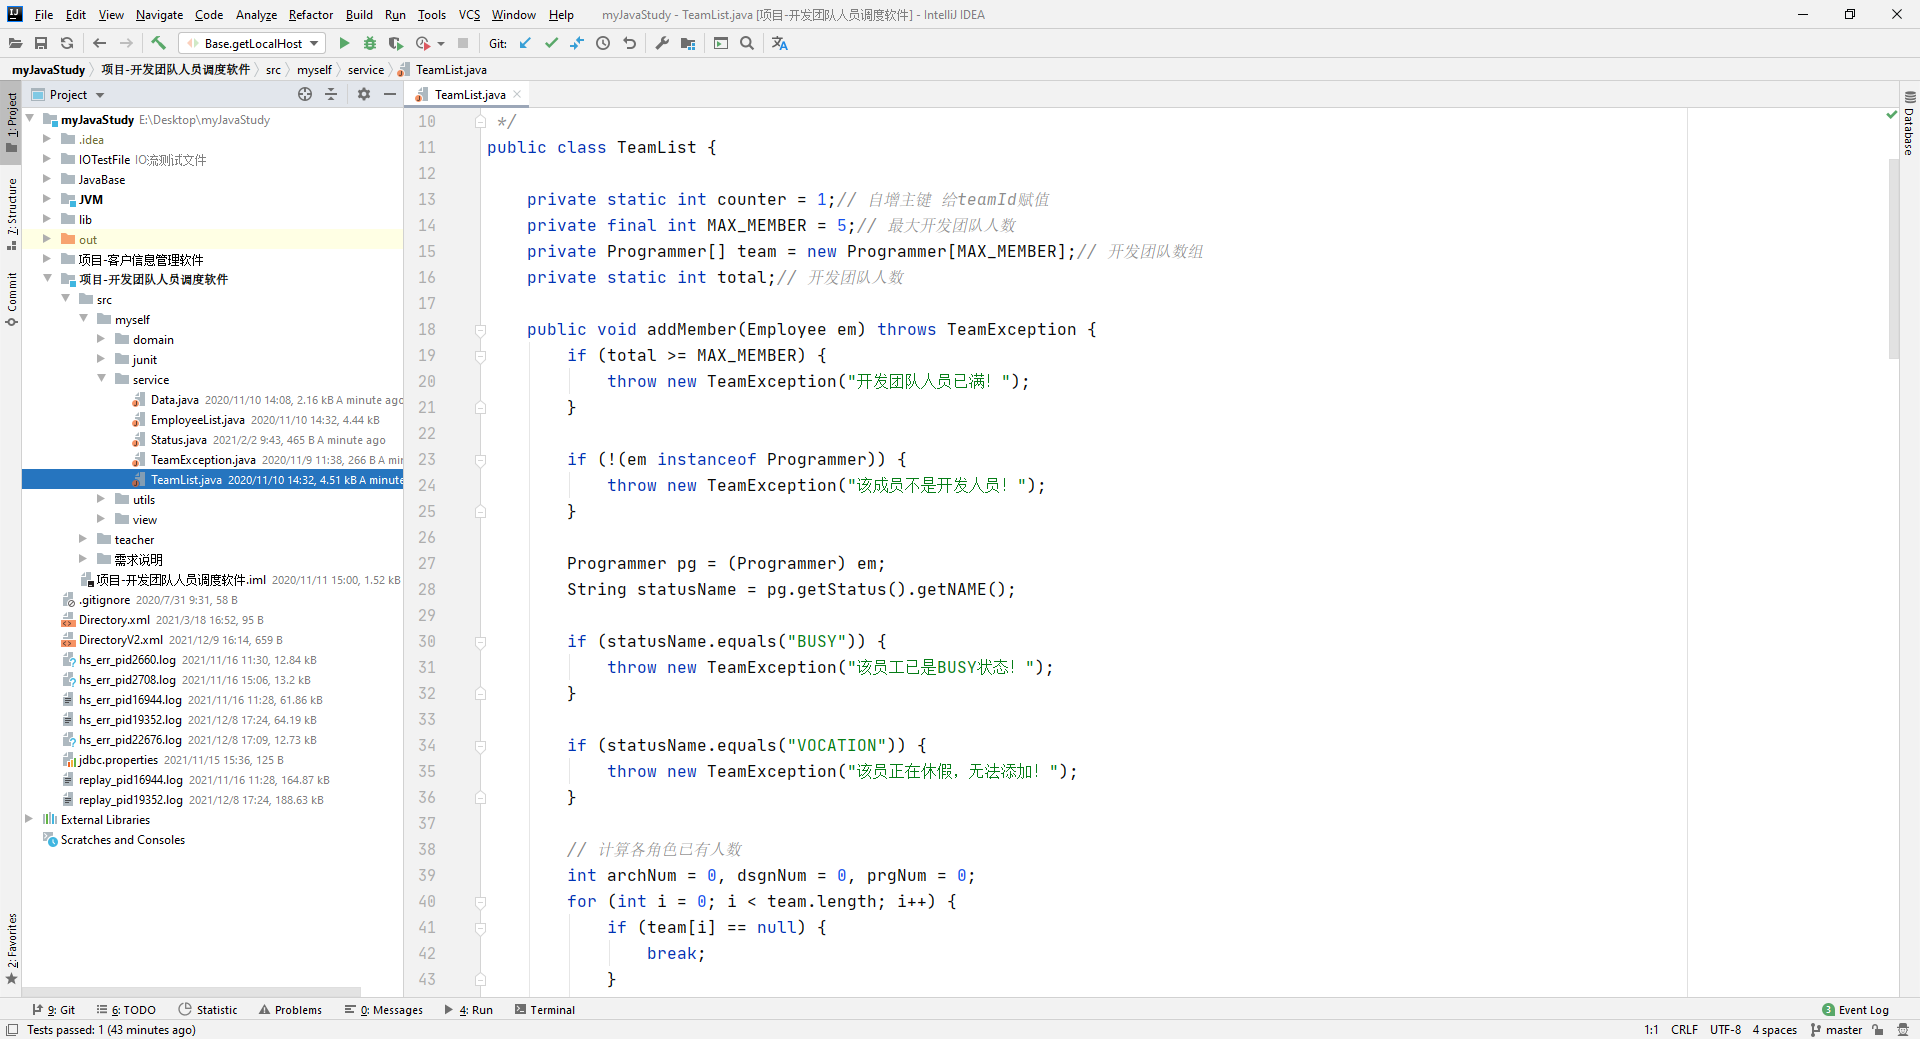 File Edit View Navigate Code Analyze Refactor Build Run Tools VCS Window Help myJavaStudy - TeamList.java [项目-开发团队人员调度软件] - IntelliJ IDEA
Base.getLocalHost Git:
myJavaStudy 项目-开发团队人员调度软件 src myself service TeamList.java
1: Project
7: Structure
Commit
2: Favorites
Project
myJavaStudy E:\Desktop\myJavaStudy
.idea
IOTestFile IO流测试文件
JavaBase
JVM
lib
out
项目-客户信息管理软件
项目-开发团队人员调度软件
src
myself
domain
junit
service
Data.java 2020/11/10 14:08, 2.16 kB A minute ago
EmployeeList.java 2020/11/10 14:32, 4.44 kB
Status.java 2021/2/2 9:43, 465 B A minute ago
TeamException.java 2020/11/9 11:38, 266 B A mi
TeamList.java 2020/11/10 14:32, 4.51 kB A minute
utils
view
teacher
需求说明
项目-开发团队人员调度软件.iml 2020/11/11 15:00, 1.52 kB
.gitignore 2020/7/31 9:31, 58 B
Directory.xml 2021/3/18 16:52, 95 B
DirectoryV2.xml 2021/12/9 16:14, 659 B
hs_err_pid2660.log 2021/11/16 11:30, 12.84 kB
hs_err_pid2708.log 2021/11/16 15:06, 13.2 kB
hs_err_pid16944.log 2021/11/16 11:28, 61.86 kB
hs_err_pid19352.log 2021/12/8 17:24, 64.19 kB
hs_err_pid22676.log 2021/12/8 17:09, 12.73 kB
jdbc.properties 2021/11/15 15:36, 125 B
replay_pid16944.log 2021/11/16 11:28, 164.87 kB
replay_pid19352.log 2021/12/8 17:24, 188.63 kB
External Libraries
Scratches and Consoles
TeamList.java
10 */
11 public class TeamList {
12
13 private static int counter = 1;// 自增主键 给teamId赋值
14 private final int MAX_MEMBER = 5;// 最大开发团队人数
15 private Programmer[] team = new Programmer[MAX_MEMBER];// 开发团队数组
16 private static int total;// 开发团队人数
17
18 public void addMember(Employee em) throws TeamException {
19 if (total >= MAX_MEMBER) {
20 throw new TeamException("开发团队人员已满！");
21 }
22
23 if (!(em instanceof Programmer)) {
24 throw new TeamException("该成员不是开发人员！");
25 }
26
27 Programmer pg = (Programmer) em;
28 String statusName = pg.getStatus().getNAME();
29
30 if (statusName.equals("BUSY")) {
31 throw new TeamException("该员工已是BUSY状态！");
32 }
33
34 if (statusName.equals("VOCATION")) {
35 throw new TeamException("该员正在休假，无法添加！");
36 }
37
38 // 计算各角色已有人数
39 int archNum = 0, dsgnNum = 0, prgNum = 0;
40 for (int i = 0; i < team.length; i++) {
41 if (team[i] == null) {
42 break;
43 }
Database
9: Git 6: TODO Statistic Problems 0: Messages 4: Run Terminal 3 Event Log
Tests passed: 1 (43 minutes ago) 1:1 CRLF UTF-8 4 spaces master